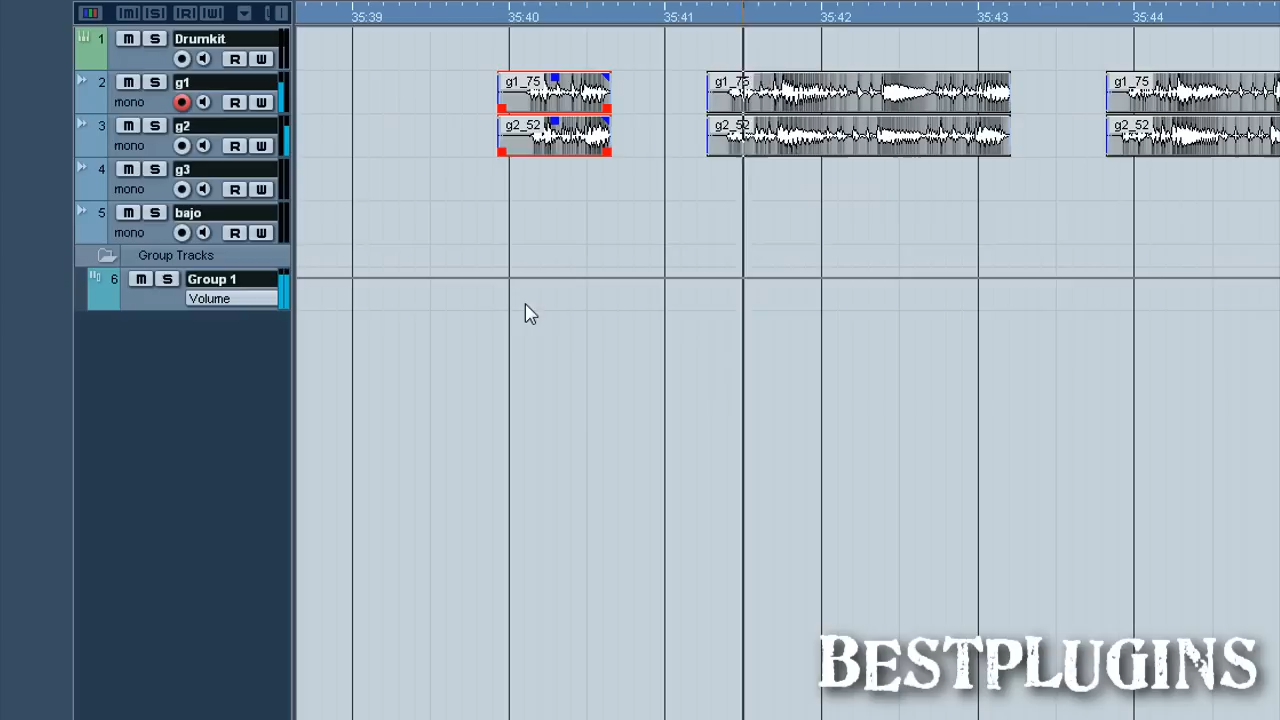 [M] [S] [R] [W]
35:39 35:40 35:41 35:42 35:43 35:44
1 M S Drumkit
R W
2 M S g1
mono R W
3 M S g2
mono R W
4 M S g3
mono R W
5 M S bajo
mono R W
Group Tracks
6 M S Group 1
Volume
g1_75 g1_75 g1_75
g2_52 g2_52 g2_52
BESTPLUGINS